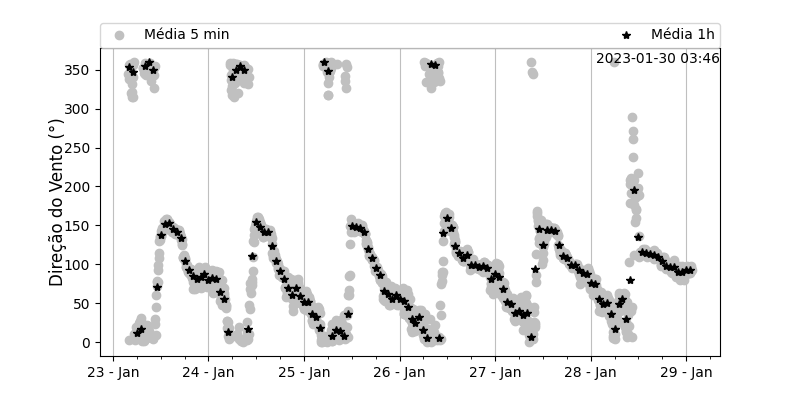 Média 5 min
Média 1h
2023-01-30 03:46
Direção do Vento (°)
350
300
250
200
150
100
50
0
23 - Jan
24 - Jan
25 - Jan
26 - Jan
27 - Jan
28 - Jan
29 - Jan